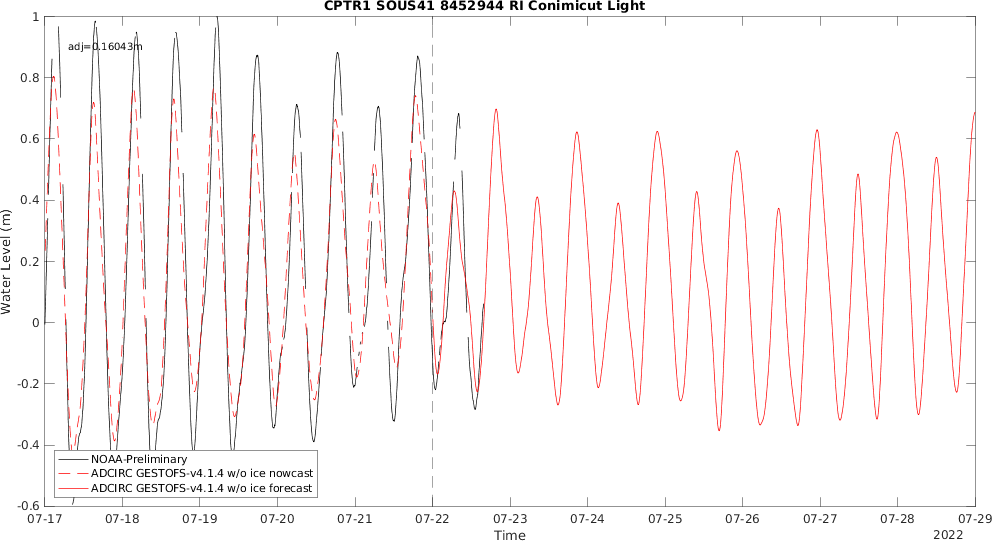 CPTR1 SOUS41 8452944 RI Conimicut Light
adj=0.16043m
Water Level (m)
1
0.8
0.6
0.4
0.2
0
-0.2
-0.4
-0.6
NOAA-Preliminary
ADCIRC GESTOFS-v4.1.4 w/o ice nowcast
ADCIRC GESTOFS-v4.1.4 w/o ice forecast
07-17 07-18 07-19 07-20 07-21 07-22 07-23 07-24 07-25 07-26 07-27 07-28 07-29
Time
2022